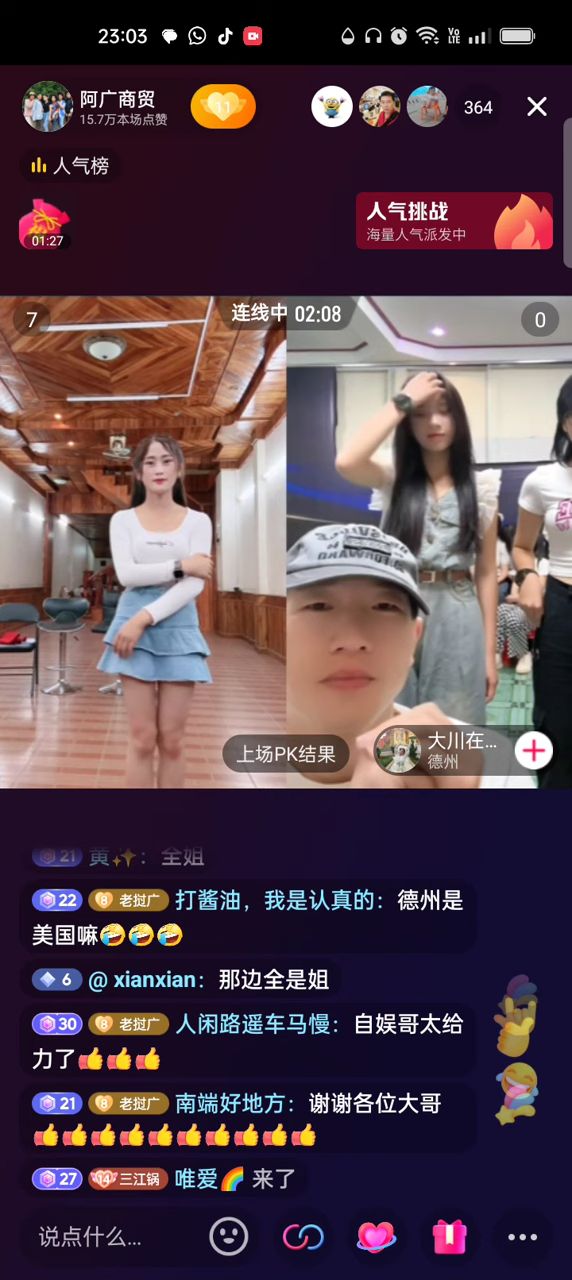 23:03
Vo LTE
阿广商贸
15.7万本场点赞
11
364
人气榜
01:27
人气挑战
海量人气派发中
7
连线中 02:08
0
上场PK结果
大川在...
德州
21 黄✨： 全姐
22 8 老挝广 打酱油，我是认真的：德州是
美国嘛🤣🤣🤣
6 @ xianxian：那边全是姐
30 8 老挝广 人闲路遥车马慢：自娱哥太给
力了👍👍👍
21 8 老挝广 南端好地方：谢谢各位大哥
👍👍👍👍👍👍👍👍👍👍
27 14 三江锅 唯爱🌈 来了
说点什么...